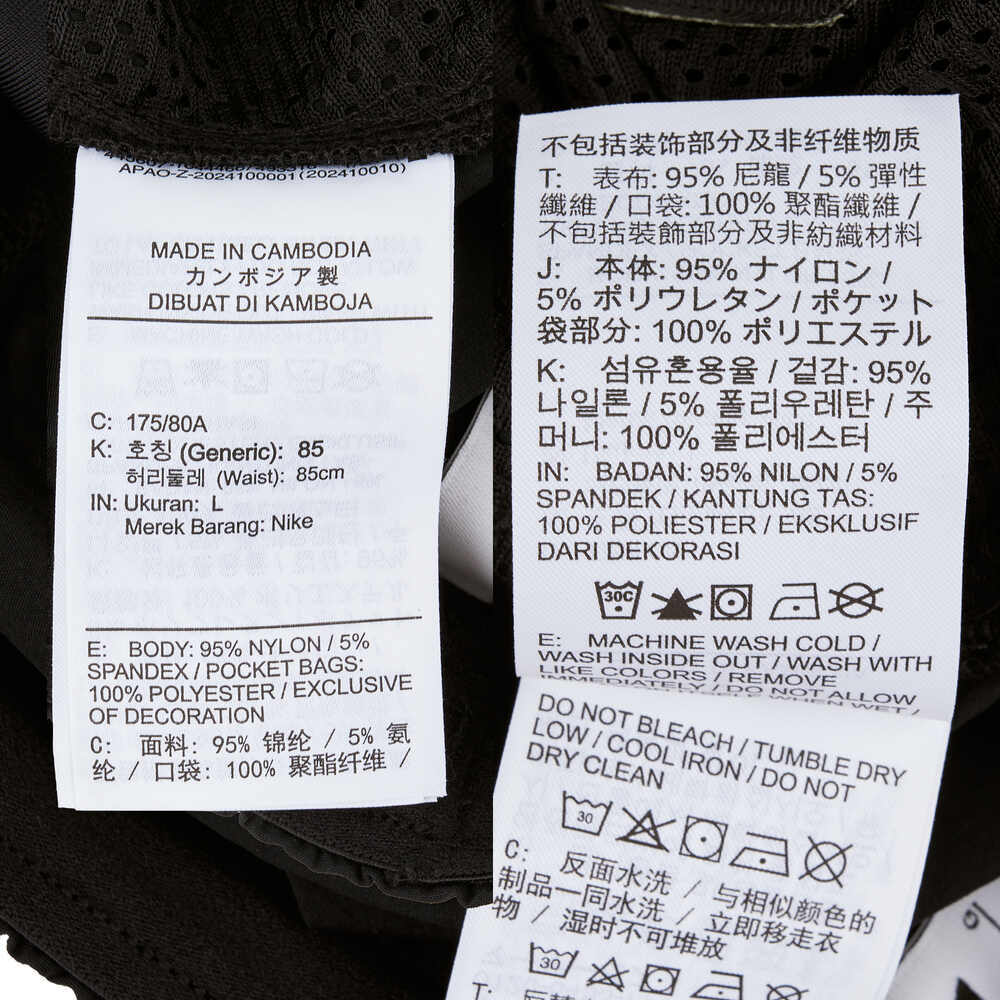 APAO-Z-2024100001 (202410010)
MADE IN CAMBODIA
カンボジア製
DIBUAT DI KAMBOJA
C: 175/80A
K: 호칭 (Generic): 85
허리둘레 (Waist): 85cm
IN: Ukuran: L
Merek Barang: Nike
E: BODY: 95% NYLON / 5%
SPANDEX / POCKET BAGS:
100% POLYESTER / EXCLUSIVE
OF DECORATION
C: 面料: 95% 锦纶 / 5% 氨
纶 / 口袋: 100% 聚酯纤维 /
不包括装饰部分及非纤维物质
T: 表布: 95% 尼龍 / 5% 彈性
纖維 / 口袋: 100% 聚酯纖維 /
不包括裝飾部分及非紡織材料
J: 本体: 95% ナイロン /
5% ポリウレタン / ポケット
袋部分: 100% ポリエステル
K: 섬유혼용율 / 겉감: 95%
나일론 / 5% 폴리우레탄 / 주
머니: 100% 폴리에스터
IN: BADAN: 95% NILON / 5%
SPANDEK / KANTUNG TAS:
100% POLIESTER / EKSKLUSIF
DARI DEKORASI
30C
E: MACHINE WASH COLD /
WASH INSIDE OUT / WASH WITH
LIKE COLORS / REMOVE
IMMEDIATELY / DO NOT ALLOW
DO NOT BLEACH / TUMBLE DRY
LOW / COOL IRON / DO NOT
DRY CLEAN
30
C: 反面水洗 / 与相似颜色的
制品一同水洗 / 立即移走衣
物 / 湿时不可堆放
30